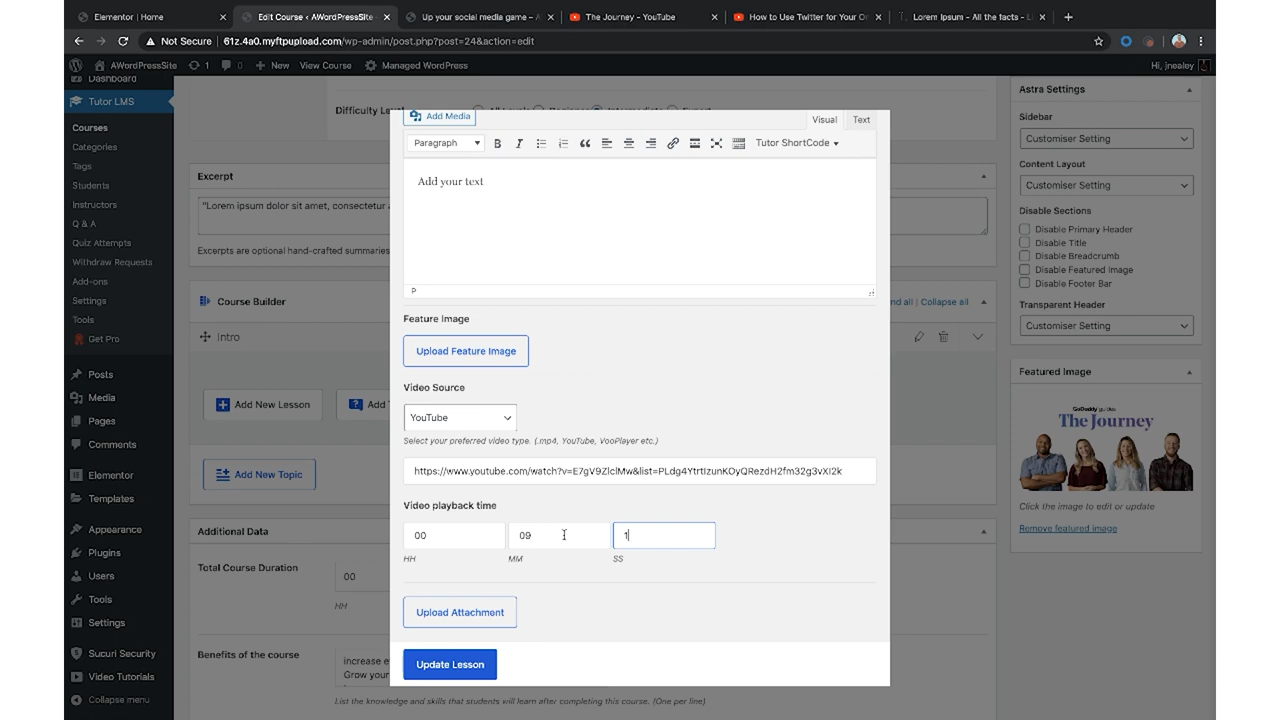 Elementor | Home
Edit Course ‹ AWordPressSite
Up your social media game – A
The Journey - YouTube
How to Use Twitter for Your O
Lorem Ipsum - All the facts - Li
Not Secure | 61z.4a0.myftpupload.com/wp-admin/post.php?post=24&action=edit
AWordPressSite 1 0 New View Course Managed WordPress Hi, jnealey
Dashboard
Tutor LMS
Courses
Categories
Tags
Students
Instructors
Q & A
Quiz Attempts
Withdraw Requests
Add-ons
Settings
Tools
Get Pro
Posts
Media
Pages
Comments
Elementor
Templates
Appearance
Plugins
Users
Tools
Settings
Sucuri Security
Video Tutorials
Collapse menu
Difficulty Level
Excerpt
"Lorem ipsum dolor sit amet, consectetur a
Excerpts are optional hand-crafted summaries
Course Builder
nd all | Collapse all
Intro
Add New Lesson
Add T
Add New Topic
Additional Data
Total Course Duration
00
HH
Benefits of the course
increase e
Grow your
List the knowledge and skills that students will learn after completing this course. (One per line)
Add Media
Visual Text
Paragraph
B I
Tutor ShortCode
Add your text
P
Feature Image
Upload Feature Image
Video Source
YouTube
Select your preferred video type. (.mp4, YouTube, VooPlayer etc.)
https://www.youtube.com/watch?v=E7gV9ZlclMw&list=PLdg4YtrtIzunKOyQRezdH2fm32g3vXI2k
Video playback time
00 09 1
HH MM SS
Upload Attachment
Update Lesson
Astra Settings
Sidebar
Customiser Setting
Content Layout
Customiser Setting
Disable Sections
Disable Primary Header
Disable Title
Disable Breadcrumb
Disable Featured Image
Disable Footer Bar
Transparent Header
Customiser Setting
Featured Image
GoDaddy guides
The Journey
Click the image to edit or update
Remove featured image